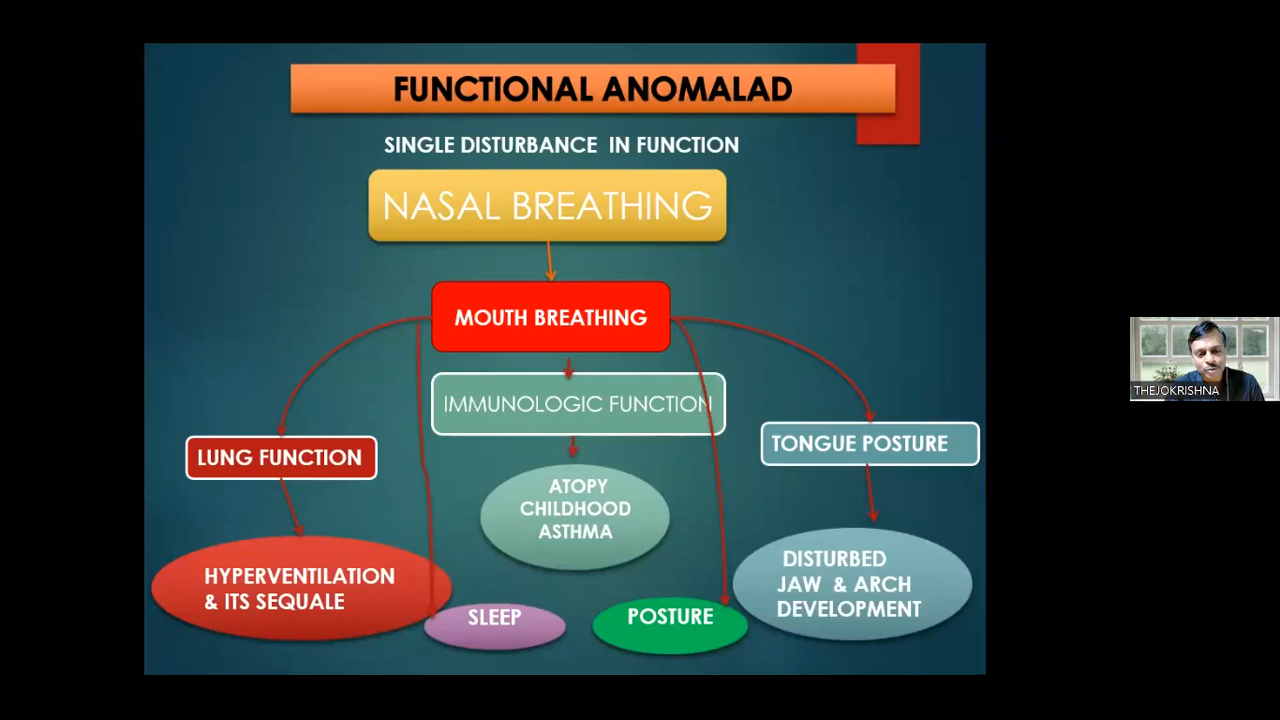 FUNCTIONAL ANOMALAD
SINGLE DISTURBANCE IN FUNCTION
NASAL BREATHING
MOUTH BREATHING
IMMUNOLOGIC FUNCTION
LUNG FUNCTION
TONGUE POSTURE
ATOPY
CHILDHOOD
ASTHMA
HYPERVENTILATION
& ITS SEQUALE
DISTURBED
JAW & ARCH
DEVELOPMENT
SLEEP
POSTURE
THEJOKRISHNA